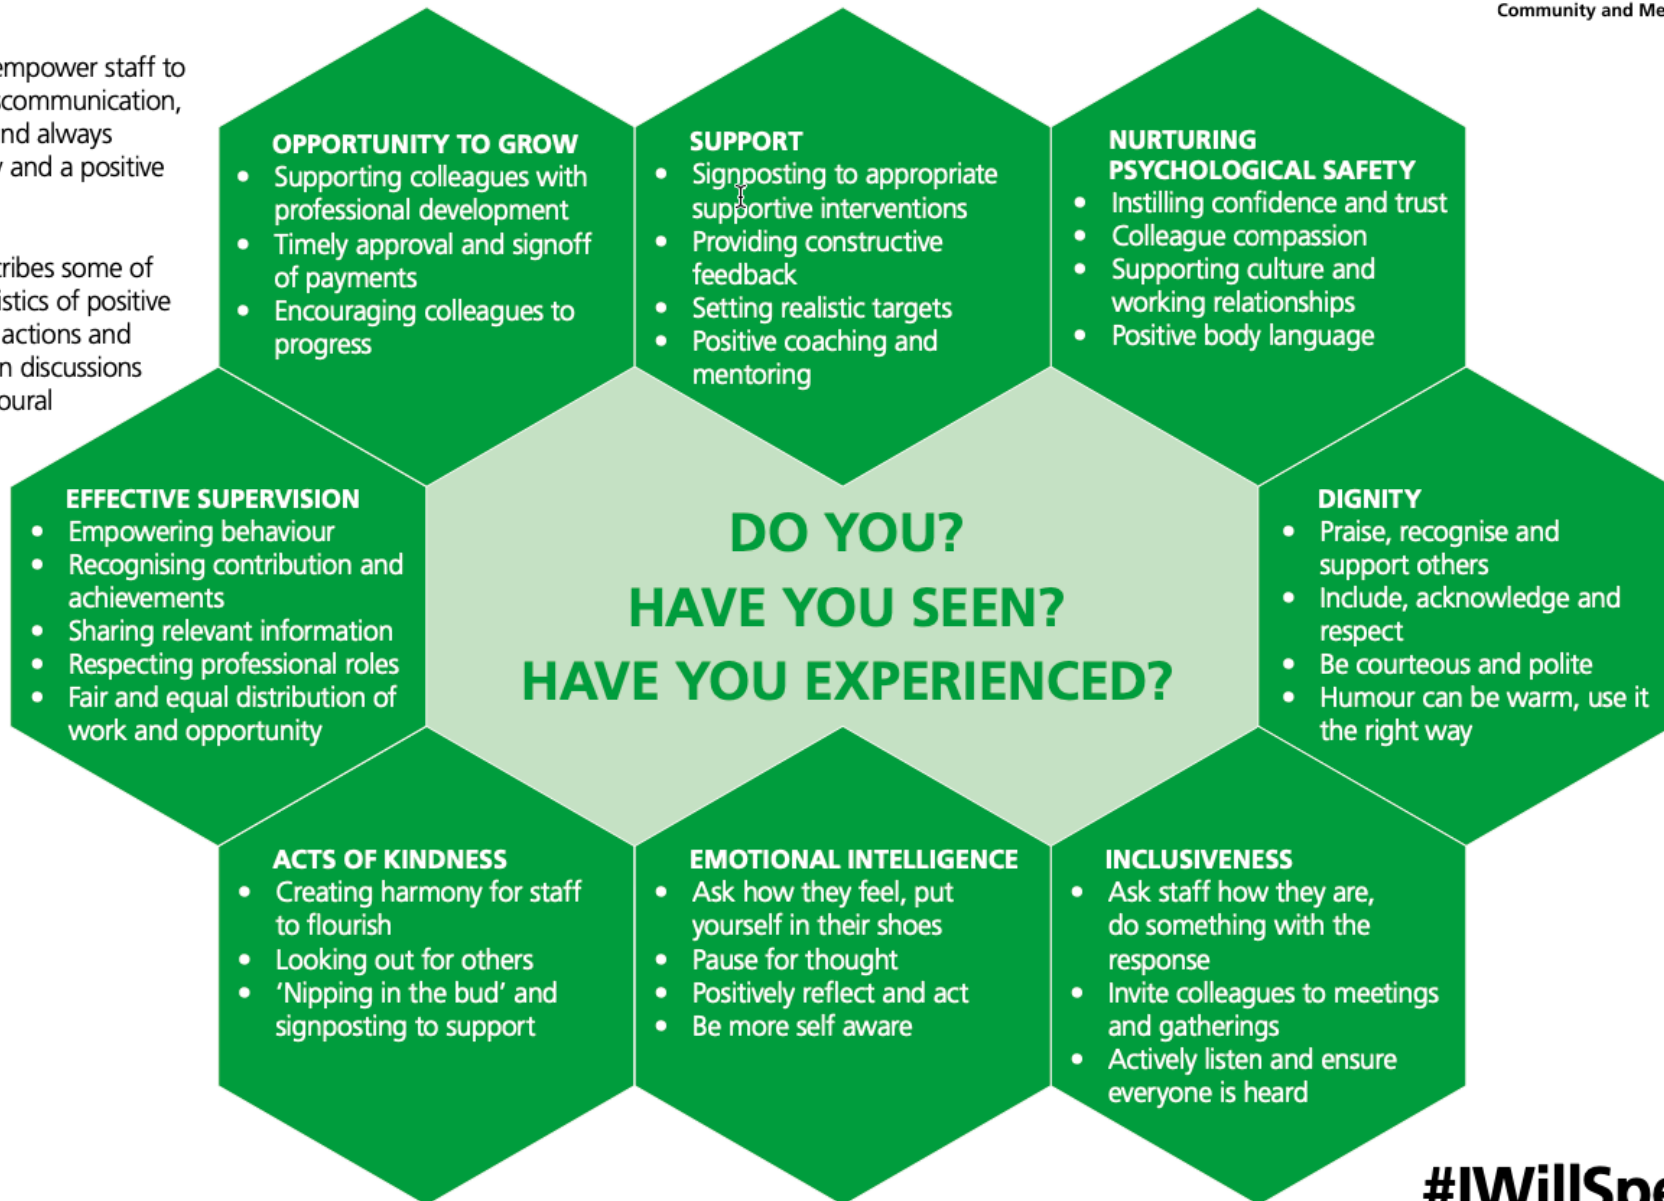 Community and
empower staff to
and always
and a positive
some of
of positive
actions and
discussions
OPPORTUNITY TO GROW
• Supporting colleagues with
professional development
• Timely approval and signoff
of payments
• Encouraging colleagues to
progress
SUPPORT
• Signposting to appropriate
supportive interventions
• Providing constructive
feedback
• Setting realistic targets
• Positive coaching and
mentoring
NURTURING
PSYCHOLOGICAL SAFETY
• Instilling confidence and trust
• Colleague compassion
• Supporting culture and
working relationships
• Positive body language
EFFECTIVE SUPERVISION
• Empowering behaviour
• Recognising contribution and
achievements
• Sharing relevant information
• Respecting professional roles
• Fair and equal distribution of
work and opportunity
DO YOU?
HAVE YOU SEEN?
HAVE YOU EXPERIENCED?
DIGNITY
• Praise, recognise and
support others
• Include, acknowledge and
respect
• Be courteous and polite
• Humour can be warm, use it
the right way
ACTS OF KINDNESS
• Creating harmony for staff
to flourish
• Looking out for others
• ‘Nipping in the bud’ and
signposting to support
EMOTIONAL INTELLIGENCE
• Ask how they feel, put
yourself in their shoes
• Pause for thought
• Positively reflect and act
• Be more self aware
INCLUSIVENESS
• Ask staff how they are,
do something with the
response
• Invite colleagues to meetings
and gatherings
• Actively listen and ensure
everyone is heard